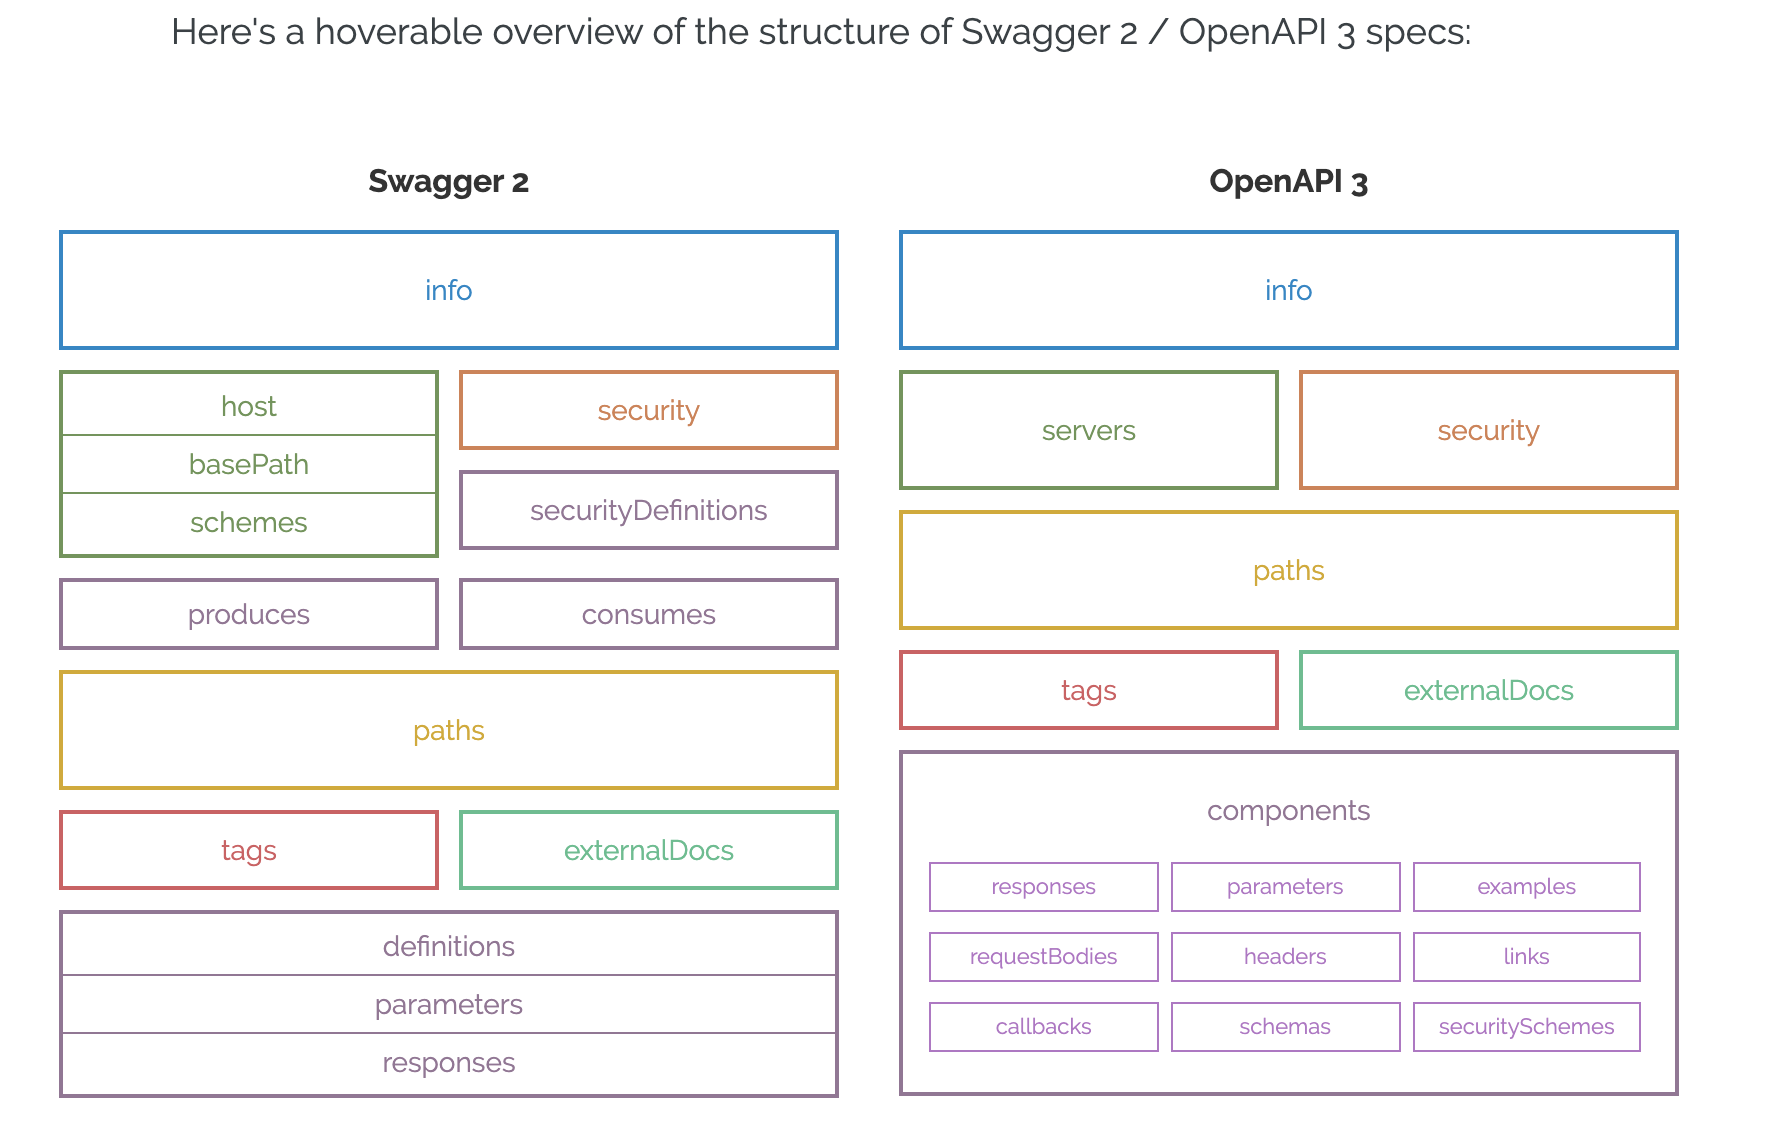 Here's a hoverable overview of the structure of Swagger 2 / OpenAPI 3 specs:
Swagger 2
info
host
basePath
schemes
security
securityDefinitions
produces
consumes
paths
tags
externalDocs
definitions
parameters
responses
OpenAPI 3
info
servers
security
paths
tags
externalDocs
components
responses
parameters
examples
requestBodies
headers
links
callbacks
schemas
securitySchemes